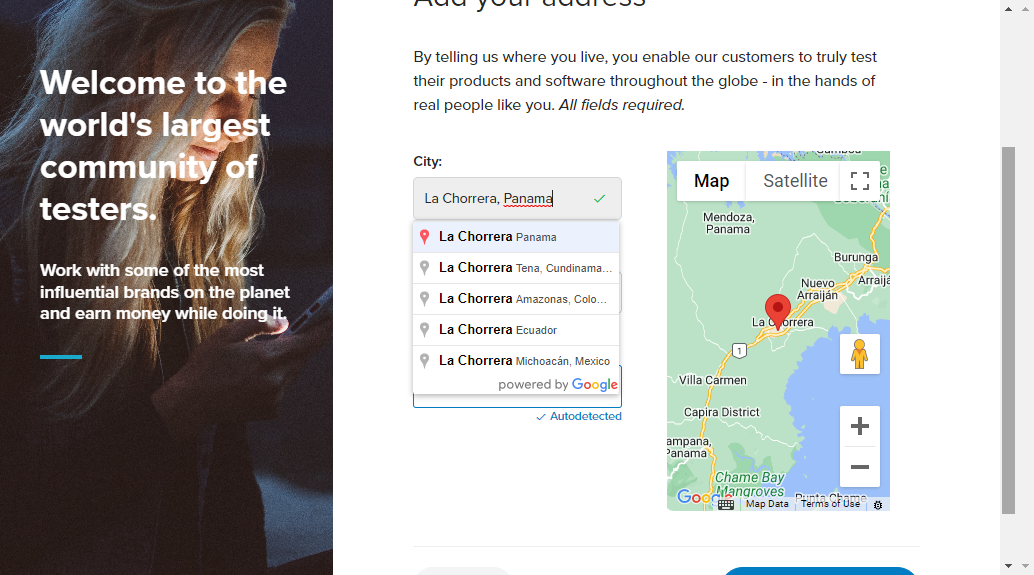 Add your address
Welcome to the
world's largest
community of
testers.
Work with some of the most
influential brands on the planet
and earn money while doing it.
By telling us where you live, you enable our customers to truly test
their products and software throughout the globe - in the hands of
real people like you. All fields required.
City:
La Chorrera, Panama
La Chorrera Panama
La Chorrera Tena, Cundinama...
La Chorrera Amazonas, Colo...
La Chorrera Ecuador
La Chorrera Michoacán, Mexico
powered by Google
Autodetected
Map
Satellite
Mendoza,
Panama
Burunga
Nuevo
Arraiján
La Chorrera
1
Villa Carmen
Capira District
Panama
Chame Bay
Mangroves
Punta Chame
Google
Map Data
Terms of Use